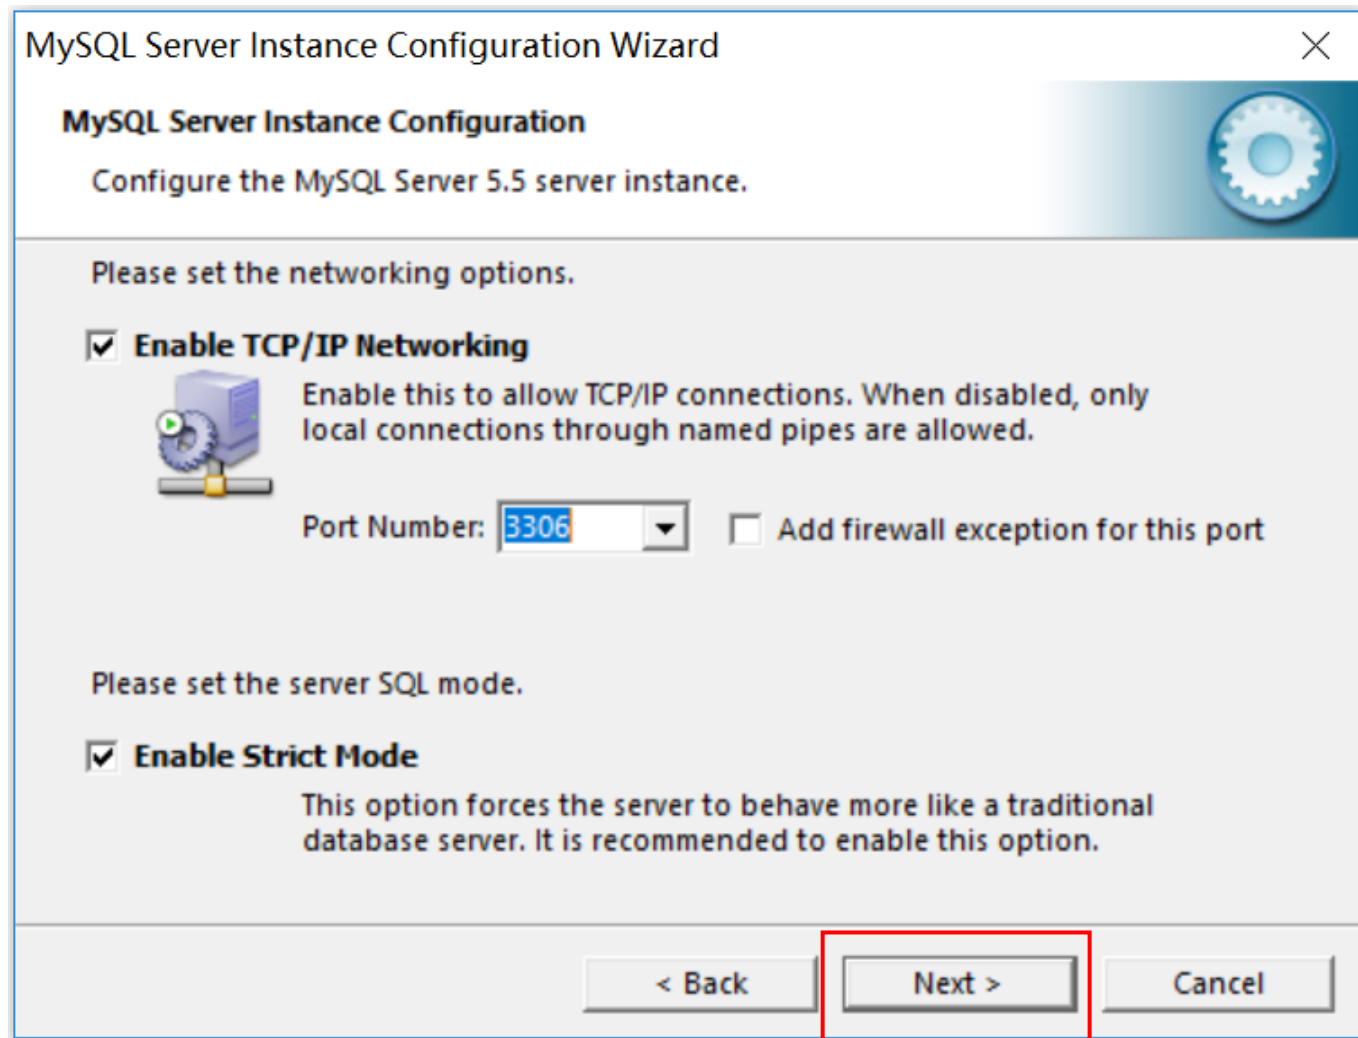 MySQL Server Instance Configuration Wizard
MySQL Server Instance Configuration
Configure the MySQL Server 5.5 server instance.
Please set the networking options.
Enable TCP/IP Networking
Enable this to allow TCP/IP connections. When disabled, only
local connections through named pipes are allowed.
Port Number: 3306 Add firewall exception for this port
Please set the server SQL mode.
Enable Strict Mode
This option forces the server to behave more like a traditional
database server. It is recommended to enable this option.
< Back Next > Cancel